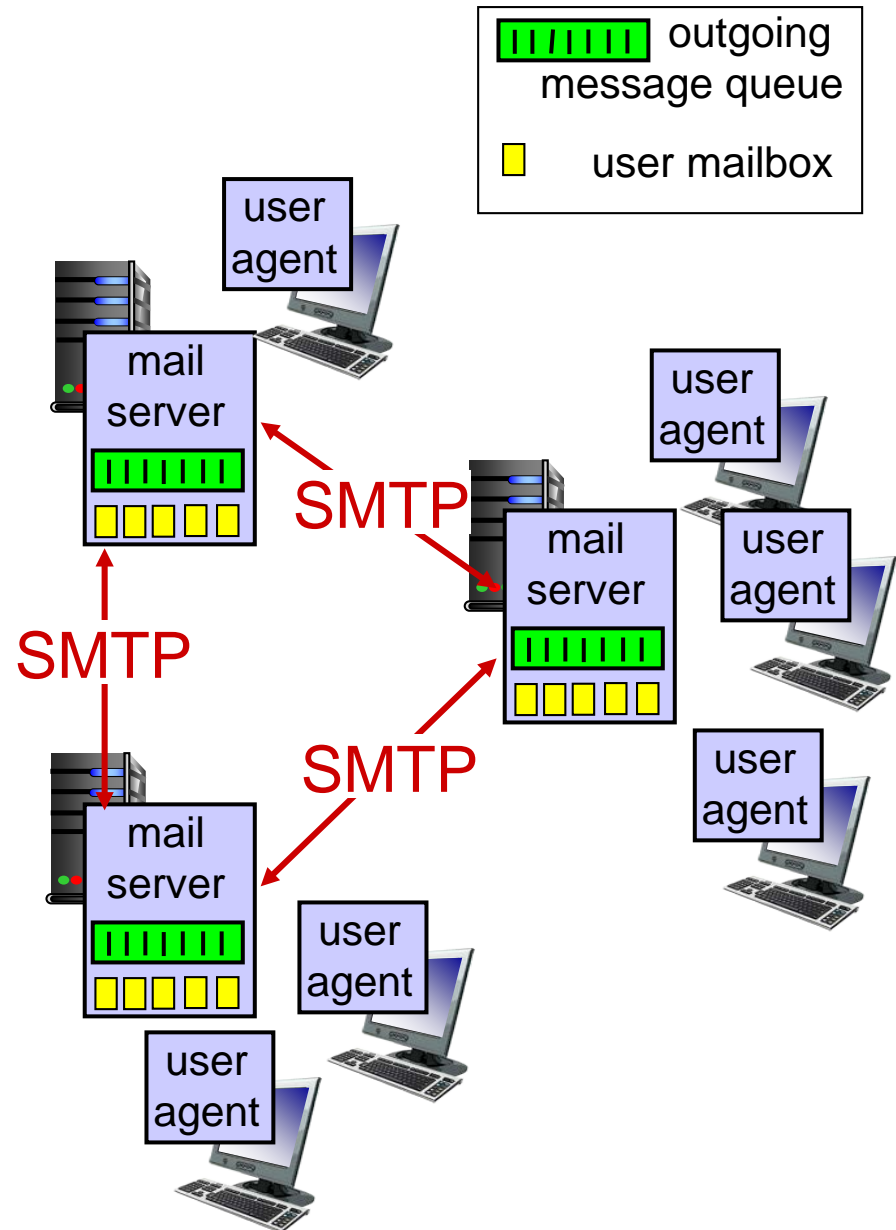 outgoing
message queue
user mailbox
user
agent
mail
server
SMTP
user
agent
mail
server
user
agent
SMTP
SMTP
user
agent
mail
server
user
agent
user
agent